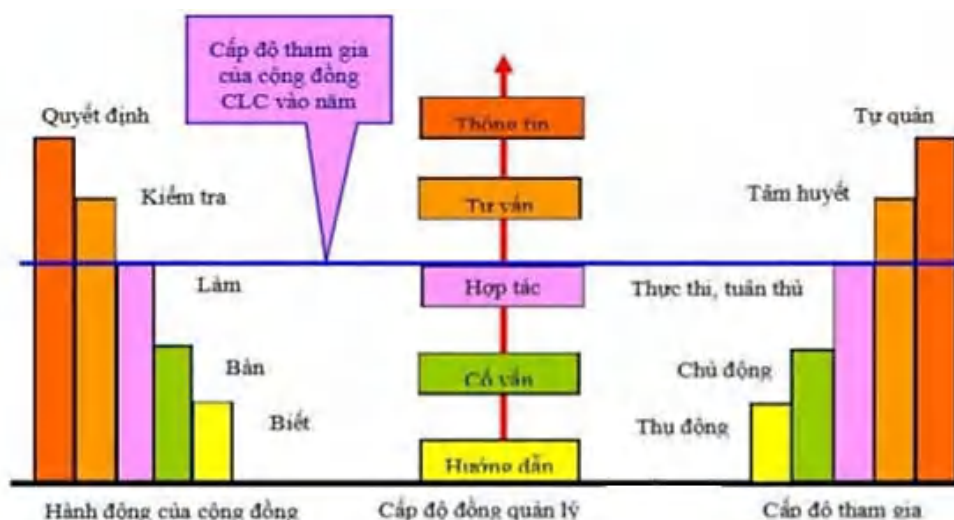 Cấp độ tham gia
của cộng đồng
CLC vào năm
Quyết định
Thông tin
Tự quản
Kiểm tra
Tư vấn
Tâm huyết
Làm
Hợp tác
Thực thi, tuân thủ
Bàn
Cố vấn
Chủ động
Biết
Thụ động
Hướng dẫn
Hành động của cộng đồng
Cấp độ đồng quản lý
Cấp độ tham gia